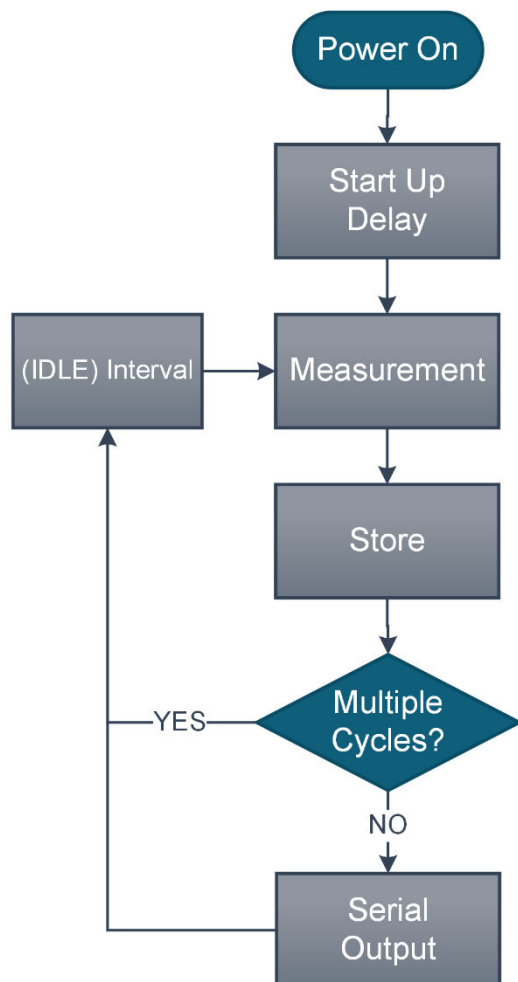 Power On
Start Up
Delay
(IDLE) Interval
Measurement
Store
Multiple
Cycles?
YES
NO
Serial
Output